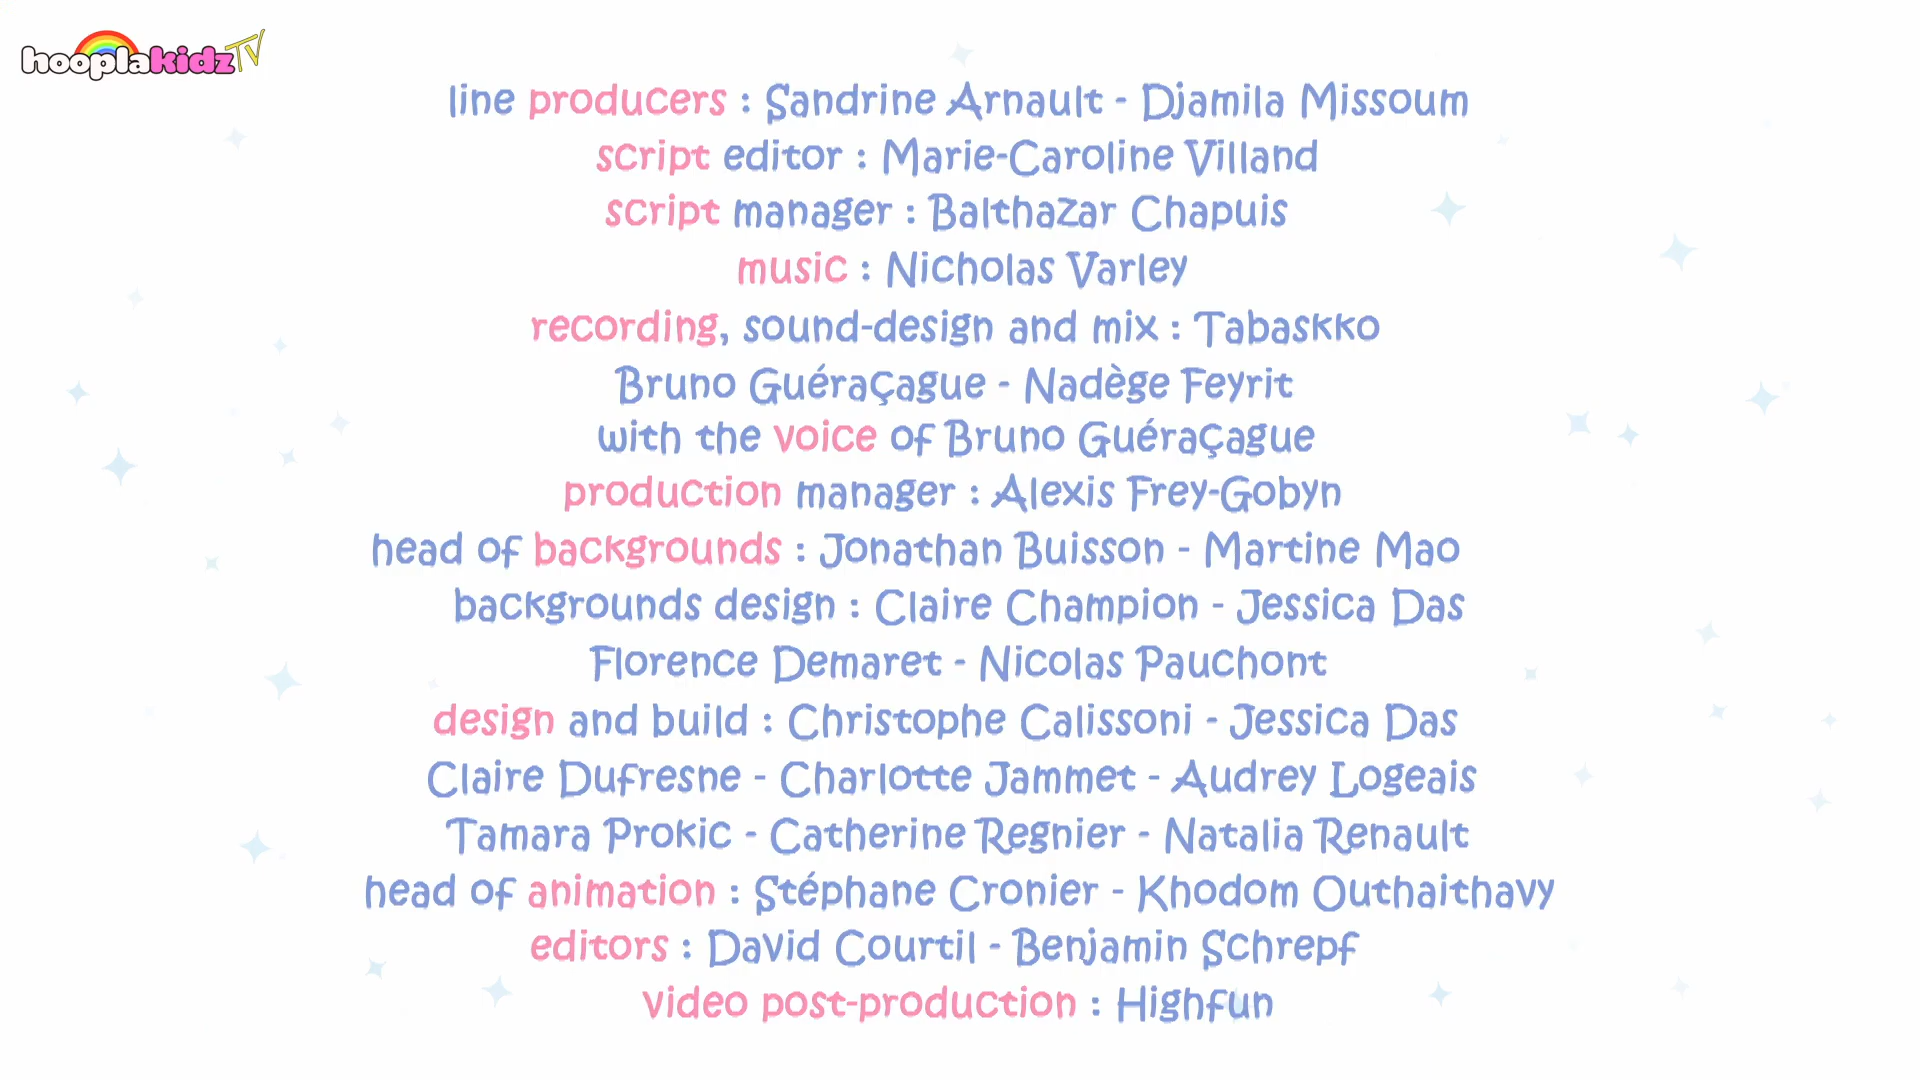 hooplakidz TV
line producers : Sandrine Arnault - Djamila Missoum
script editor : Marie-Caroline Villand
script manager : Balthazar Chapuis
music : Nicholas Varley
recording, sound-design and mix : Tabaskko
Bruno Guéraçague - Nadège Feyrit
with the voice of Bruno Guéraçague
production manager : Alexis Frey-Gobyn
head of backgrounds : Jonathan Buisson - Martine Mao
backgrounds design : Claire Champion - Jessica Das
Florence Demaret - Nicolas Pauchont
design and build : Christophe Calissoni - Jessica Das
Claire Dufresne - Charlotte Jammet - Audrey Logeais
Tamara Prokic - Catherine Regnier - Natalia Renault
head of animation : Stéphane Cronier - Khodom Outhaithavy
editors : David Courtil - Benjamin Schrepf
video post-production : Highfun